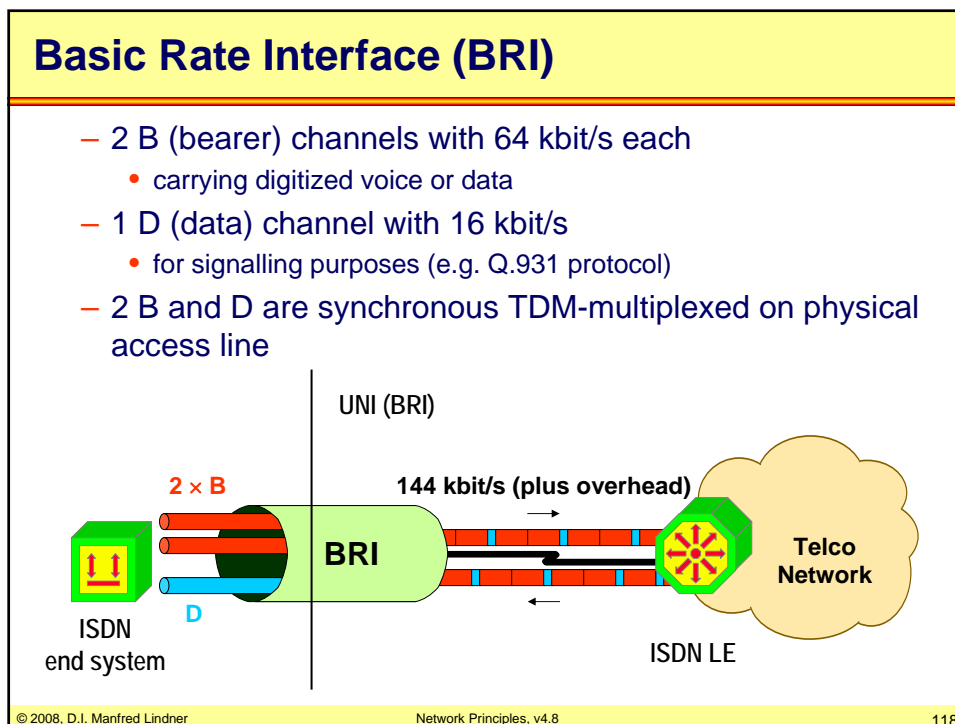 Basic Rate Interface (BRI)
– 2 B (bearer) channels with 64 kbit/s each
• carrying digitized voice or data
– 1 D (data) channel with 16 kbit/s
• for signalling purposes (e.g. Q.931 protocol)
– 2 B and D are synchronous TDM-multiplexed on physical
access line
UNI (BRI)
2 × B
144 kbit/s (plus overhead)
BRI
Telco
Network
D
ISDN
end system
ISDN LE
© 2008, D.I. Manfred Lindner
Network Principles, v4.8
118